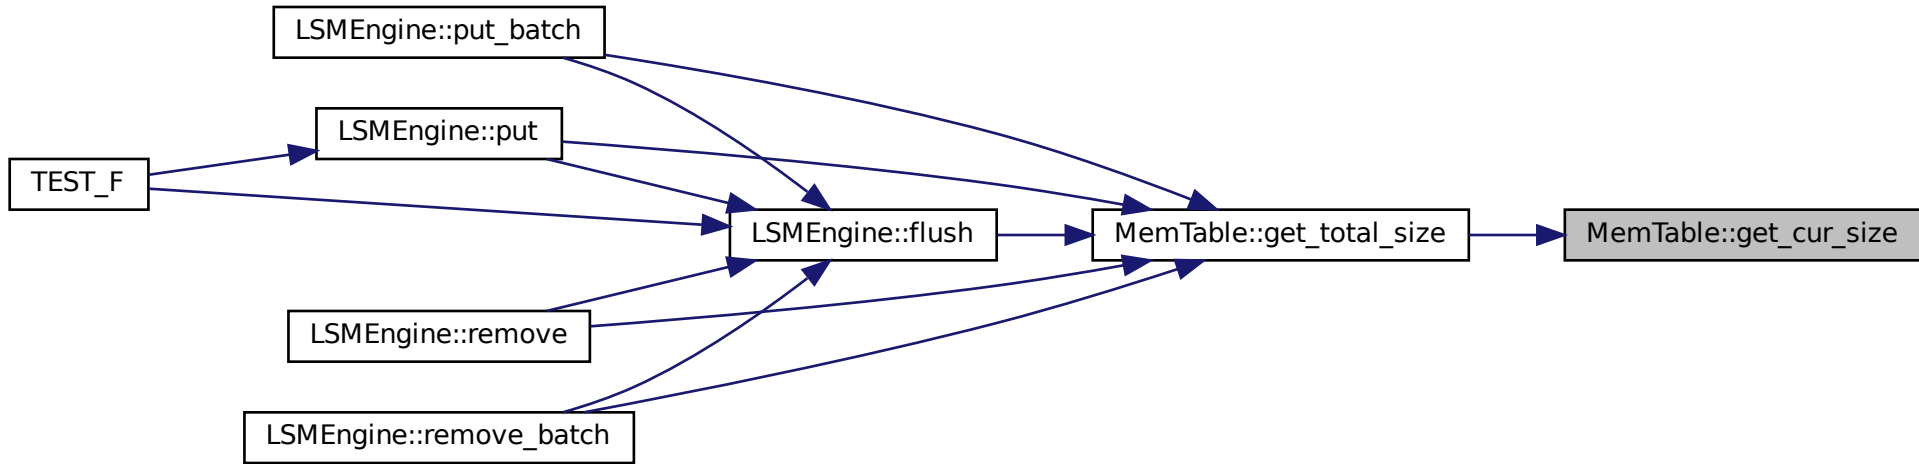 LSMEngine::put_batch
LSMEngine::put
TEST_F
LSMEngine::flush
MemTable::get_total_size
MemTable::get_cur_size
LSMEngine::remove
LSMEngine::remove_batch